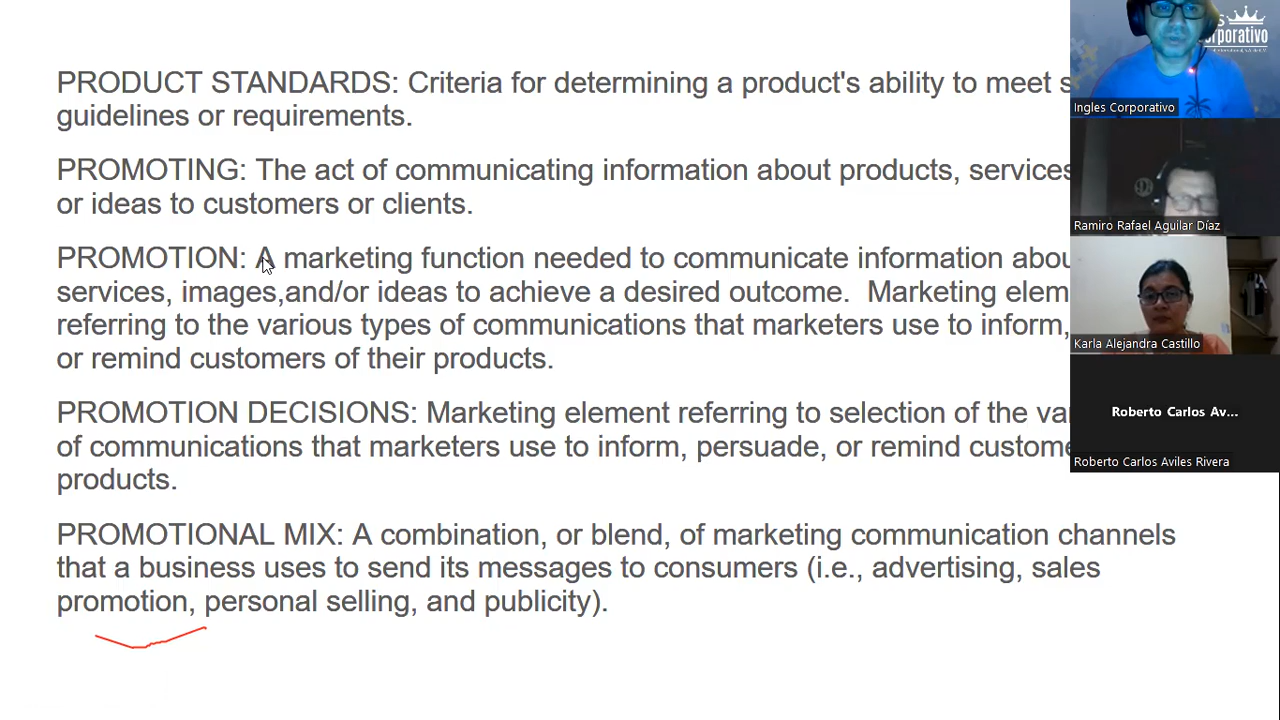 PRODUCT STANDARDS: Criteria for determining a product's ability to meet
guidelines or requirements.
PROMOTING: The act of communicating information about products, services
or ideas to customers or clients.
PROMOTION: A marketing function needed to communicate information
services, images,and/or ideas to achieve a desired outcome.  Marketing
referring to the various types of communications that marketers use to inform,
or remind customers of their products.
PROMOTION DECISIONS: Marketing element referring to selection of the
of communications that marketers use to inform, persuade, or remind
products.
PROMOTIONAL MIX: A combination, or blend, of marketing communication channels
that a business uses to send its messages to consumers (i.e., advertising, sales
promotion, personal selling, and publicity).
Ingles Corporativo
Ramiro Rafael Aguilar Díaz
Karla Alejandra Castillo
Roberto Carlos Av...
Roberto Carlos Aviles Rivera